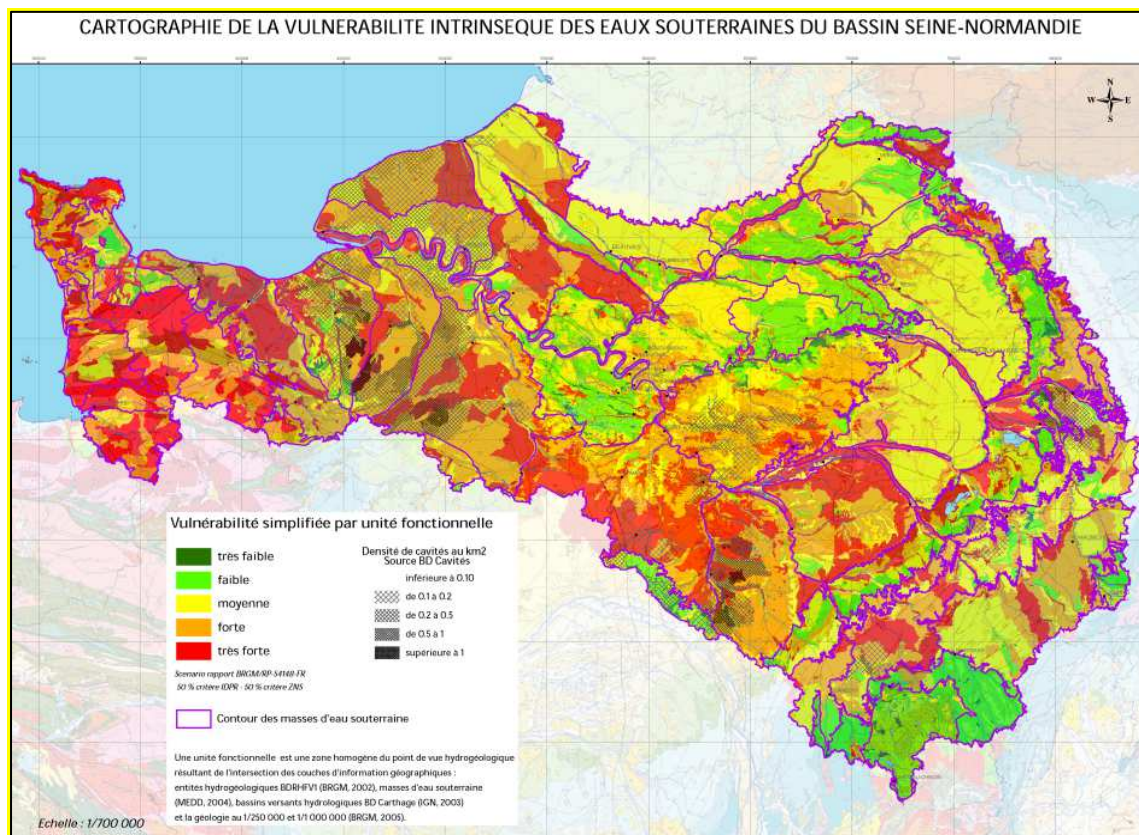 CARTOGRAPHIE DE LA VULNERABILITE INTRINSEQUE DES EAUX SOUTERRAINES DU BASSIN SEINE-NORMANDIE
N
W E
S
Vulnérabilité simplifiée par unité fonctionnelle
très faible
faible
moyenne
forte
très forte
Densité de cavités au km2
Source BD Cavités
inférieure à 0.10
de 0.1 à 0.2
de 0.2 à 0.5
de 0.5 à 1
supérieure à 1
Scenario rapport BRGM/RP-54148-FR
50 % critère IDPR - 50 % critère ZNS
Contour des masses d'eau souterraine
Une unité fonctionnelle est une zone homogène du point de vue hydrogéologique
résultant de l'intersection des couches d'information géographiques :
entités hydrogéologiques BDRHFV1 (BRGM, 2002), masses d'eau souterraine
(MEDD, 2004), bassins versants hydrologiques BD Carthage (IGN, 2003)
et la géologie au 1/250 000 et 1/1 000 000 (BRGM, 2005).
Echelle : 1/700 000